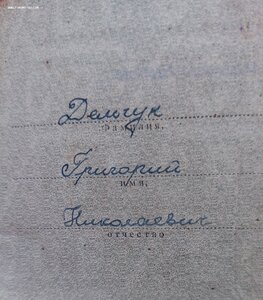 Демчук
фамилия,
Григорий
имя,
Николаевич
отчество